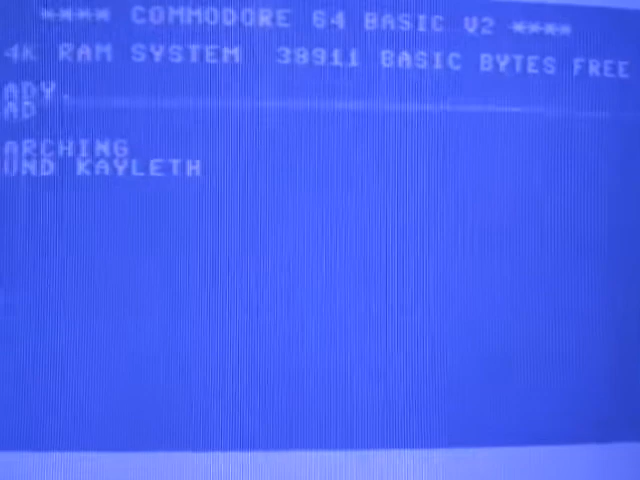 **** COMMODORE 64 BASIC V2 ****
4K RAM SYSTEM 38911 BASIC BYTES FREE
ADY.
AD
ARCHING
UND KAYLETH